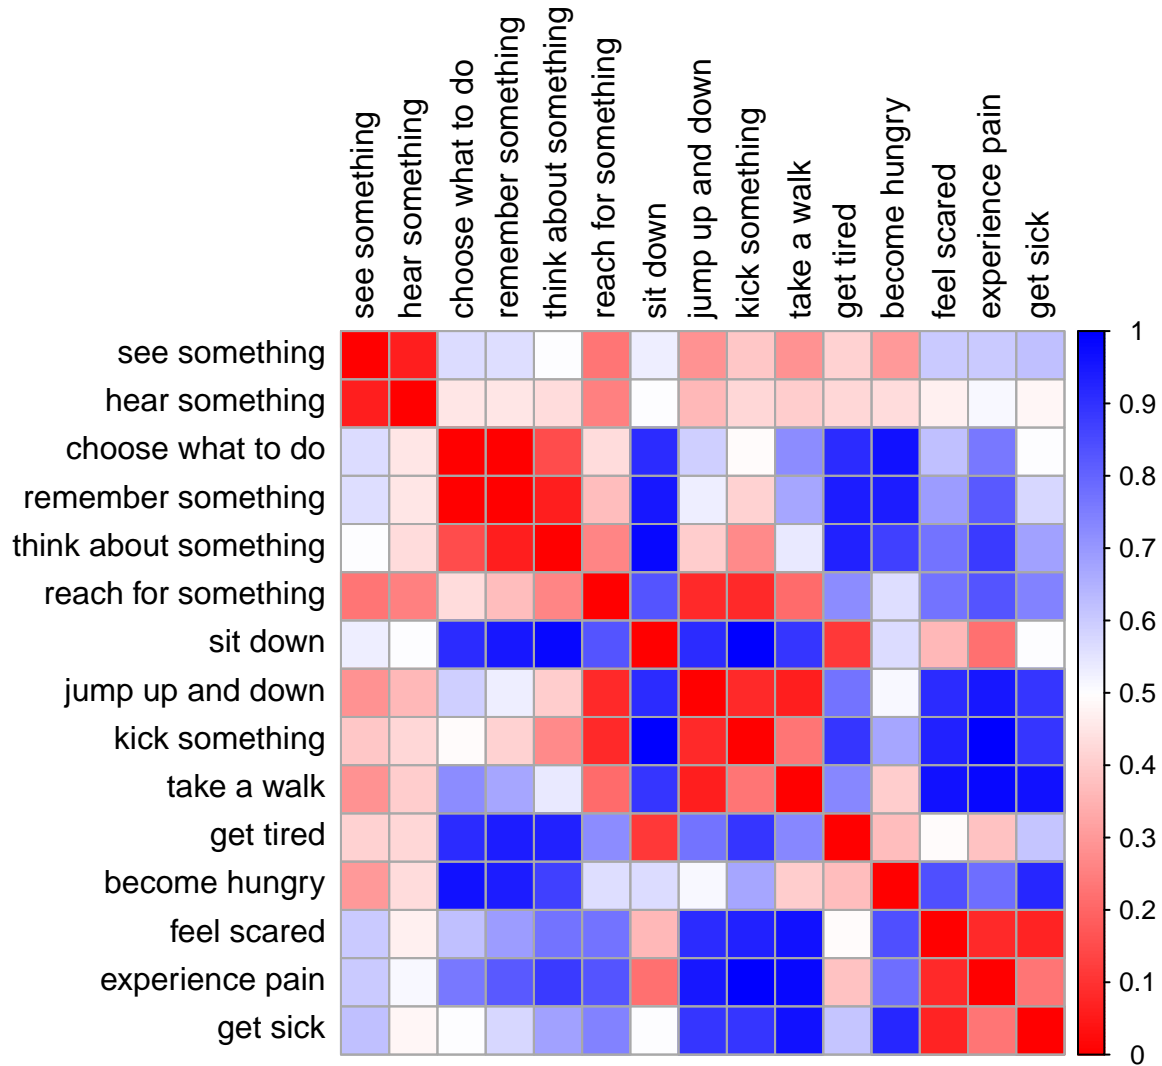 see something
hear something
choose what to do
remember something
think about something
reach for something
sit down
jump up and down
kick something
take a walk
get tired
become hungry
feel scared
experience pain
get sick
see something
hear something
choose what to do
remember something
think about something
reach for something
sit down
jump up and down
kick something
take a walk
get tired
become hungry
feel scared
experience pain
get sick
1
0.9
0.8
0.7
0.6
0.5
0.4
0.3
0.2
0.1
0